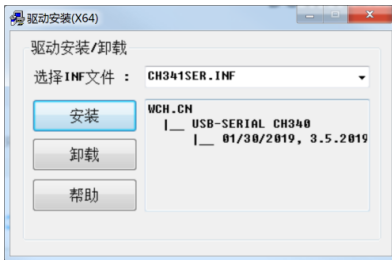 驱动安装(X64)
驱动安装/卸载
选择INF文件 :
CH341SER.INF
安装
WCH.CN
|__ USB-SERIAL CH340
|__ 01/30/2019, 3.5.2019
卸载
帮助